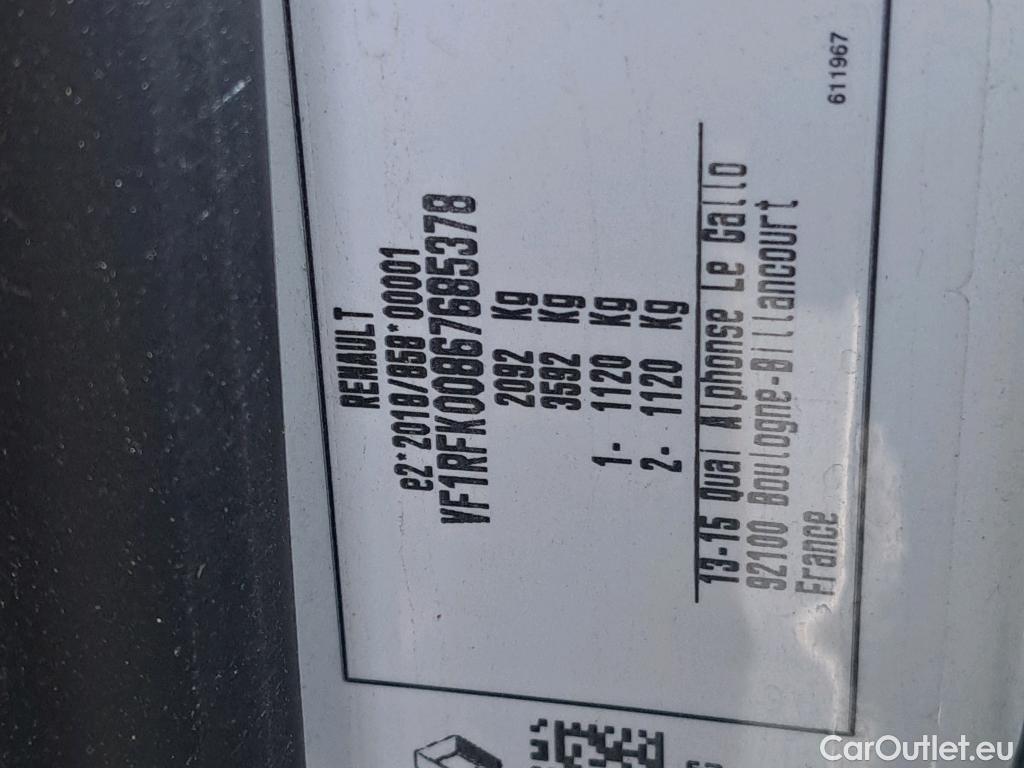 RENAULT
e2*2018/858*00001
VF1RFK00867685378
2092 Kg
3592 Kg
1- 1120 Kg
2- 1120 Kg
13-15 Quai Alphonse Le Gallo
92100 Boulogne-Billancourt
France
611967
CarOutlet.eu